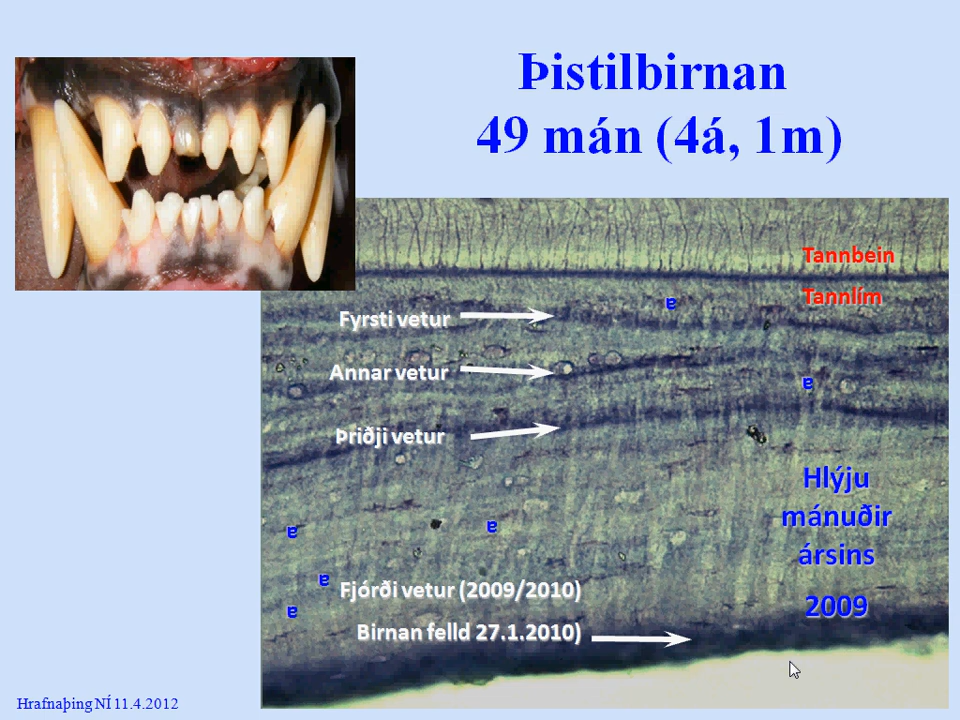 Þistilbirnan
49 mán (4á, 1m)
Tannbein
Tannlím
a
Fyrsti vetur
Annar vetur
a
Þriðji vetur
Hlýju
mánuðir
ársins
2009
a
a
a
a
Fjórði vetur (2009/2010)
Birnan felld 27.1.2010)
Hrafnaþing NÍ 11.4.2012